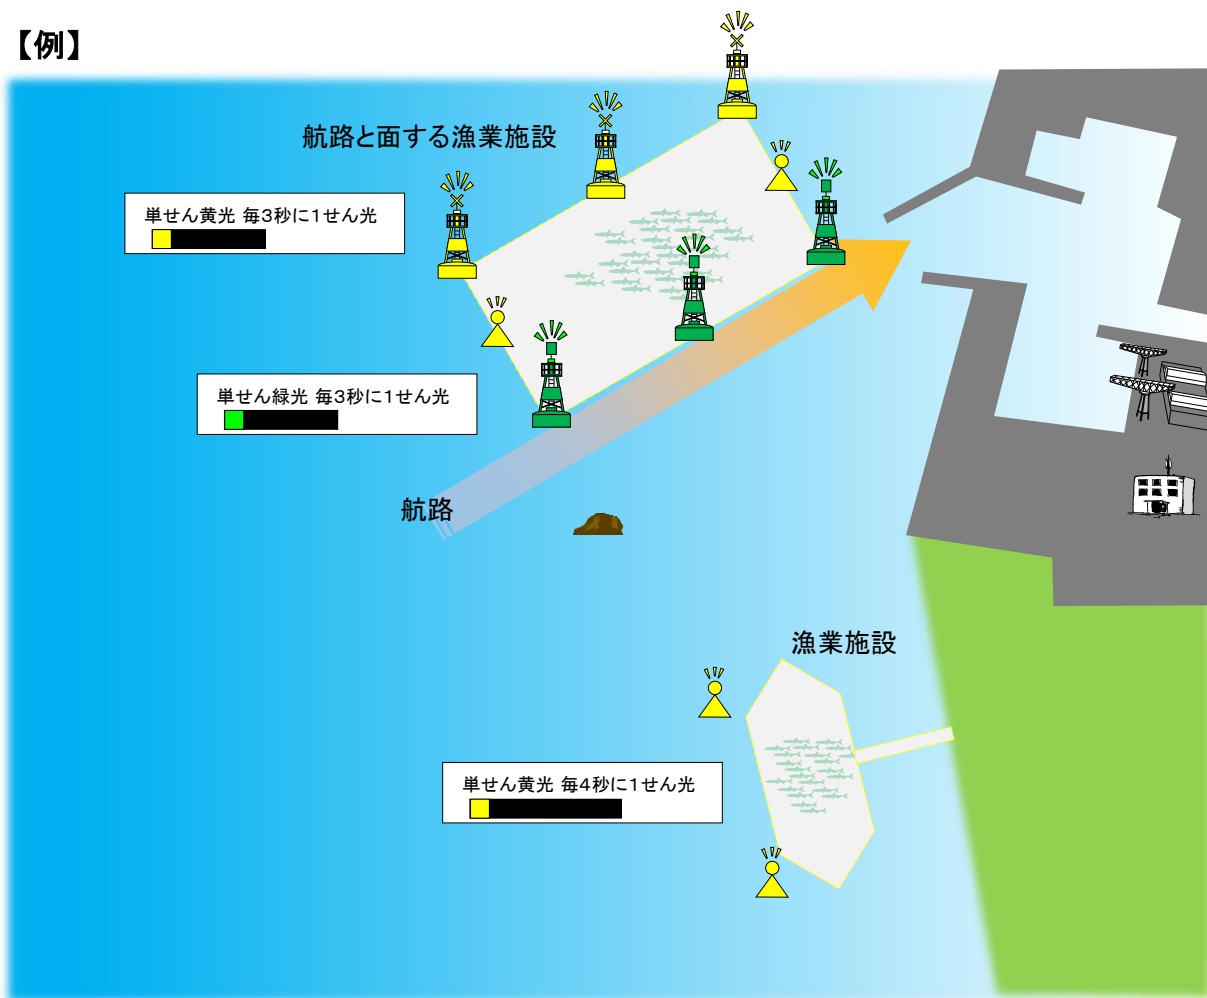 【例】
航路と面する漁業施設
単せん黄光 毎3秒に1せん光
単せん緑光 毎3秒に1せん光
航路
漁業施設
単せん黄光 毎4秒に1せん光